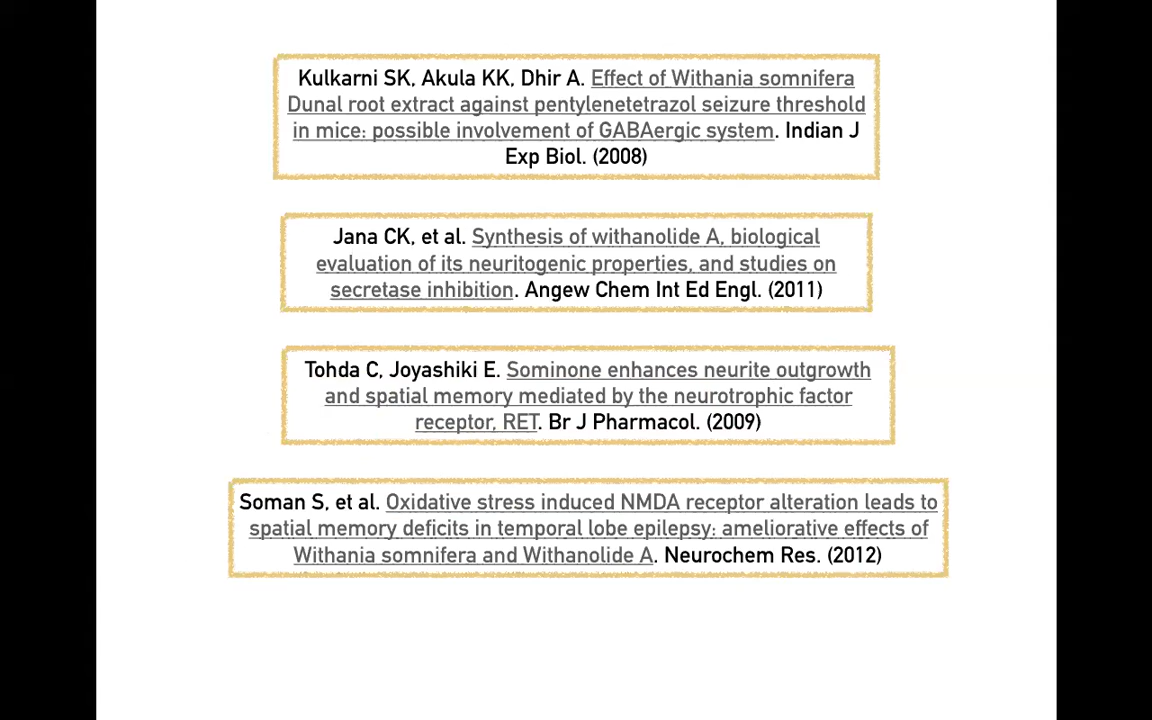 Kulkarni SK, Akula KK, Dhir A. Effect of Withania somnifera
Dunal root extract against pentylenetetrazol seizure threshold
in mice: possible involvement of GABAergic system. Indian J
Exp Biol. (2008)
Jana CK, et al. Synthesis of withanolide A, biological
evaluation of its neuritogenic properties, and studies on
secretase inhibition. Angew Chem Int Ed Engl. (2011)
Tohda C, Joyashiki E. Sominone enhances neurite outgrowth
and spatial memory mediated by the neurotrophic factor
receptor, RET. Br J Pharmacol. (2009)
Soman S, et al. Oxidative stress induced NMDA receptor alteration leads to
spatial memory deficits in temporal lobe epilepsy: ameliorative effects of
Withania somnifera and Withanolide A. Neurochem Res. (2012)